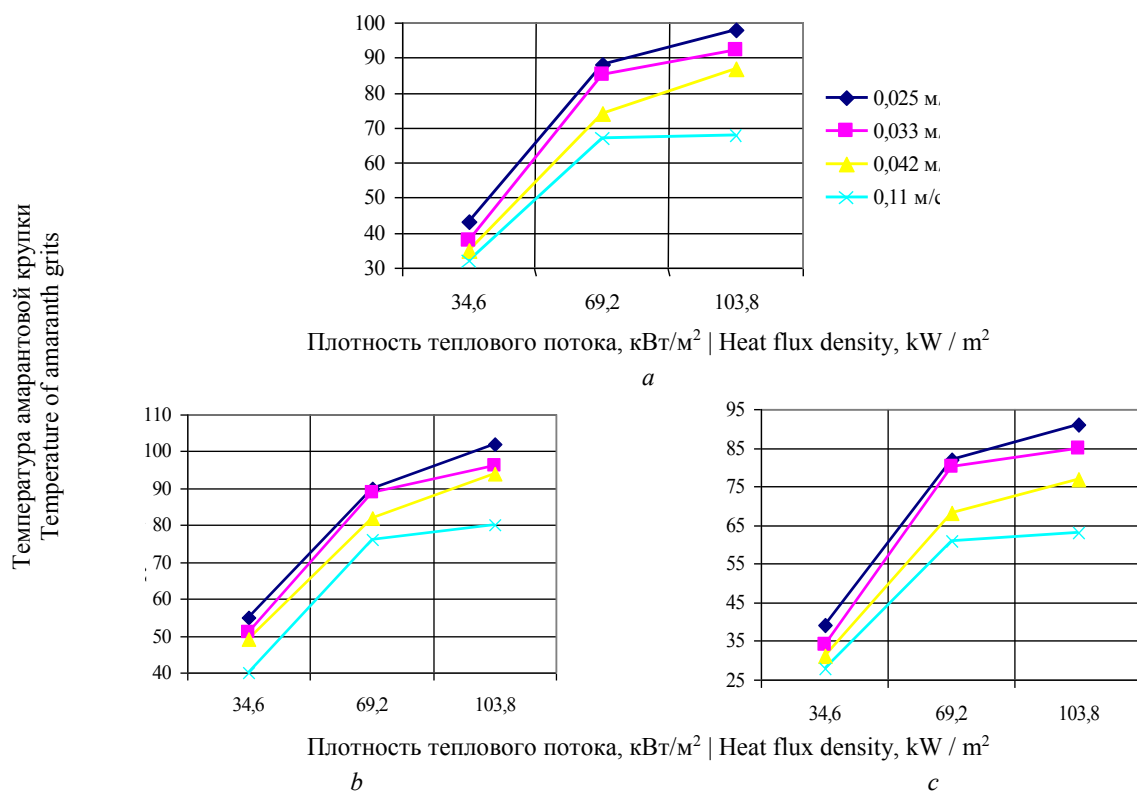 Температура амарантовой крупки
Temperature of amaranth grits
100
90
80
70
60
50
40
30
34,6 69,2 103,8
0,025 м/
0,033 м/
0,042 м/
0,11 м/с
Плотность теплового потока, кВт/м² | Heat flux density, kW / m²
a
110
100
90
80
70
60
50
40
34,6 69,2 103,8
95
85
75
65
55
45
35
25
34,6 69,2 103,8
Плотность теплового потока, кВт/м² | Heat flux density, kW / m²
b c